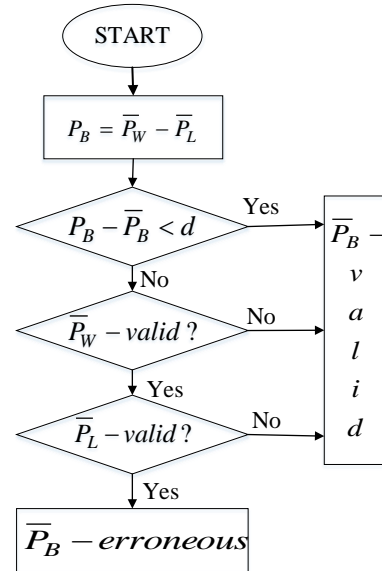 START
P_B = P̅_W − P̅_L
P_B − P̅_B < d
Yes
No
P̅_W − valid ?
No
Yes
P̅_L − valid ?
No
Yes
P̅_B − erroneous
P̅_B −
v
a
l
i
d